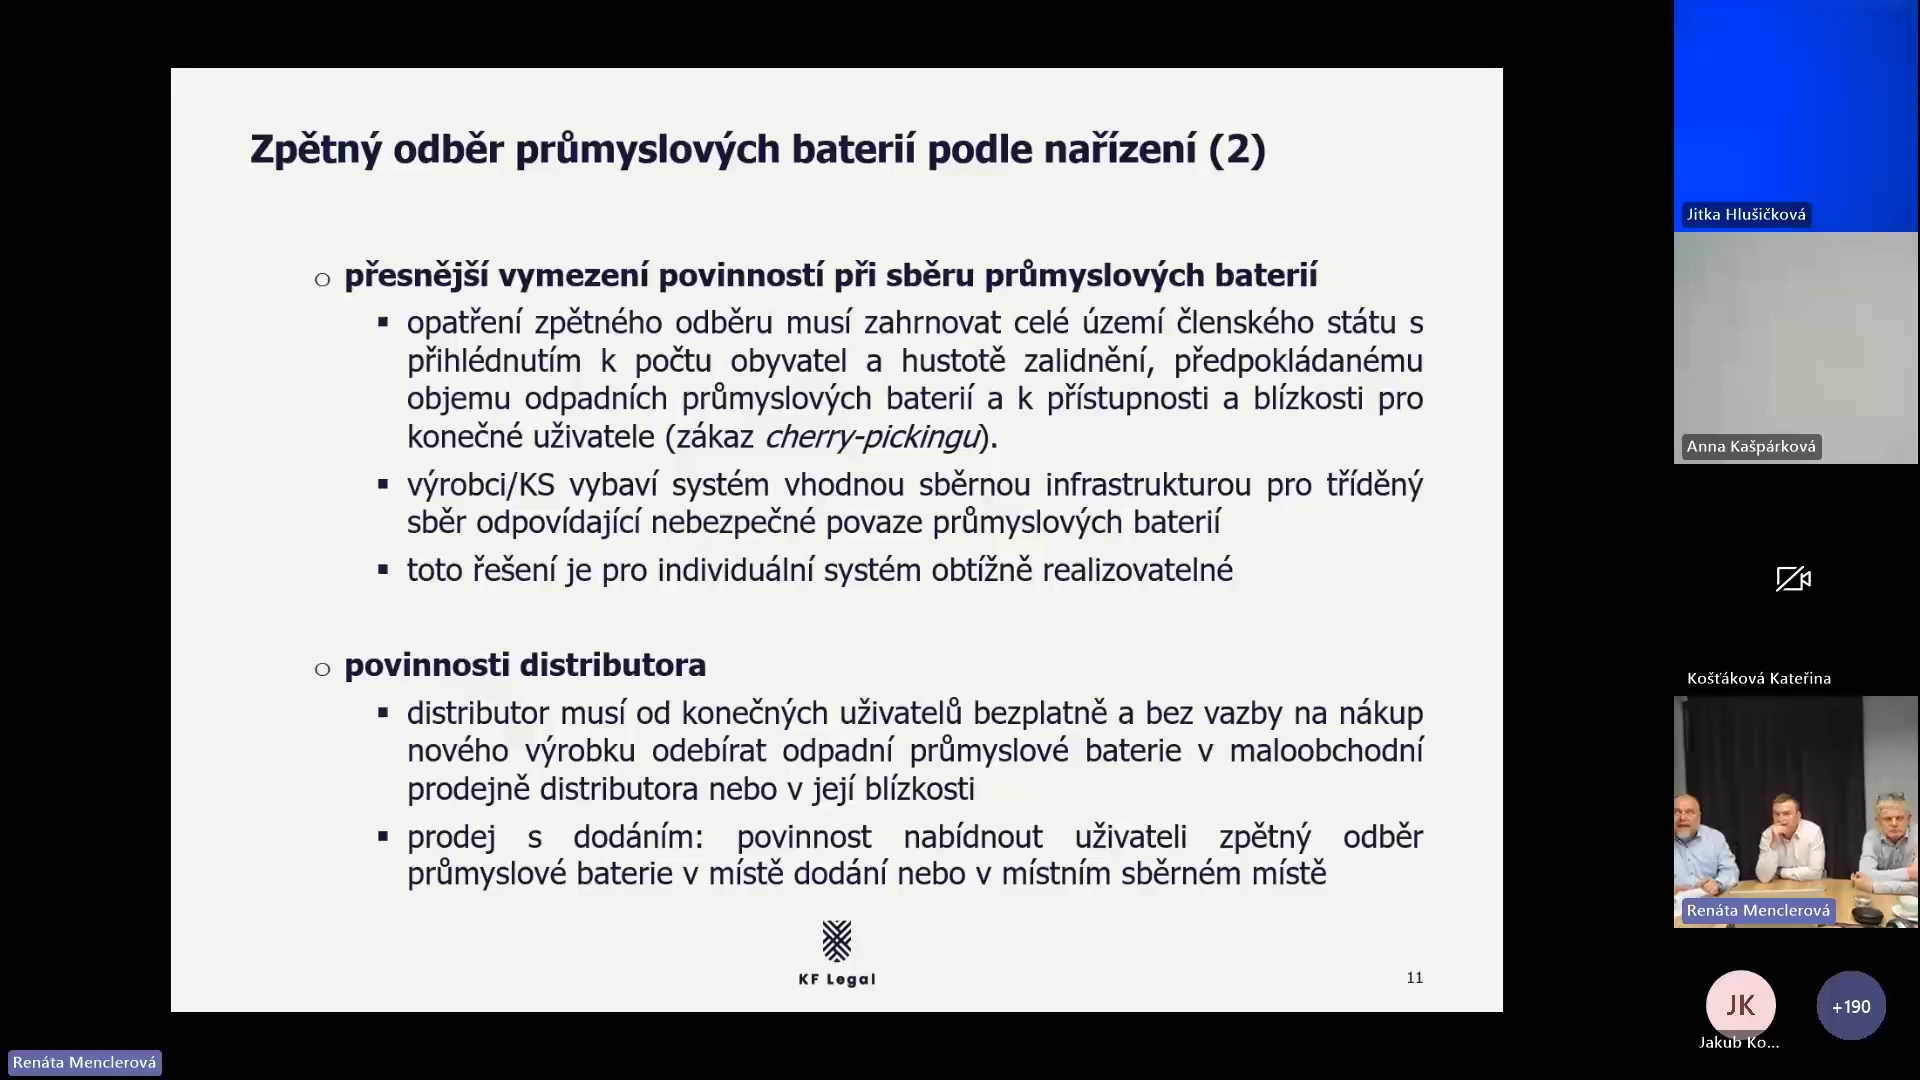 Zpětný odběr průmyslových baterií podle nařízení (2)
o přesnější vymezení povinností při sběru průmyslových baterií
▪ opatření zpětného odběru musí zahrnovat celé území členského státu s
přihlédnutím k počtu obyvatel a hustotě zalidnění, předpokládanému
objemu odpadních průmyslových baterií a k přístupnosti a blízkosti pro
konečné uživatele (zákaz cherry-pickingu).
▪ výrobci/KS vybaví systém vhodnou sběrnou infrastrukturou pro tříděný
sběr odpovídající nebezpečné povaze průmyslových baterií
▪ toto řešení je pro individuální systém obtížně realizovatelné
o povinnosti distributora
▪ distributor musí od konečných uživatelů bezplatně a bez vazby na nákup
nového výrobku odebírat odpadní průmyslové baterie v maloobchodní
prodejně distributora nebo v její blízkosti
▪ prodej s dodáním: povinnost nabídnout uživateli zpětný odběr
průmyslové baterie v místě dodání nebo v místním sběrném místě
KF Legal
11
Jitka Hlušičková
Anna Kašpárková
Košťáková Kateřina
Renáta Menclerová
JK
+190
Jakub Ko...
Renáta Menclerová